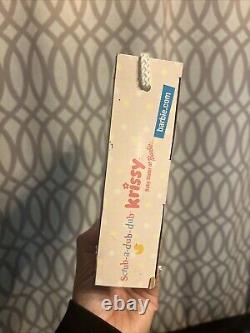 Scrub-a-dub-dub
Krissy
Baby Sister of Barbie
barbie.com